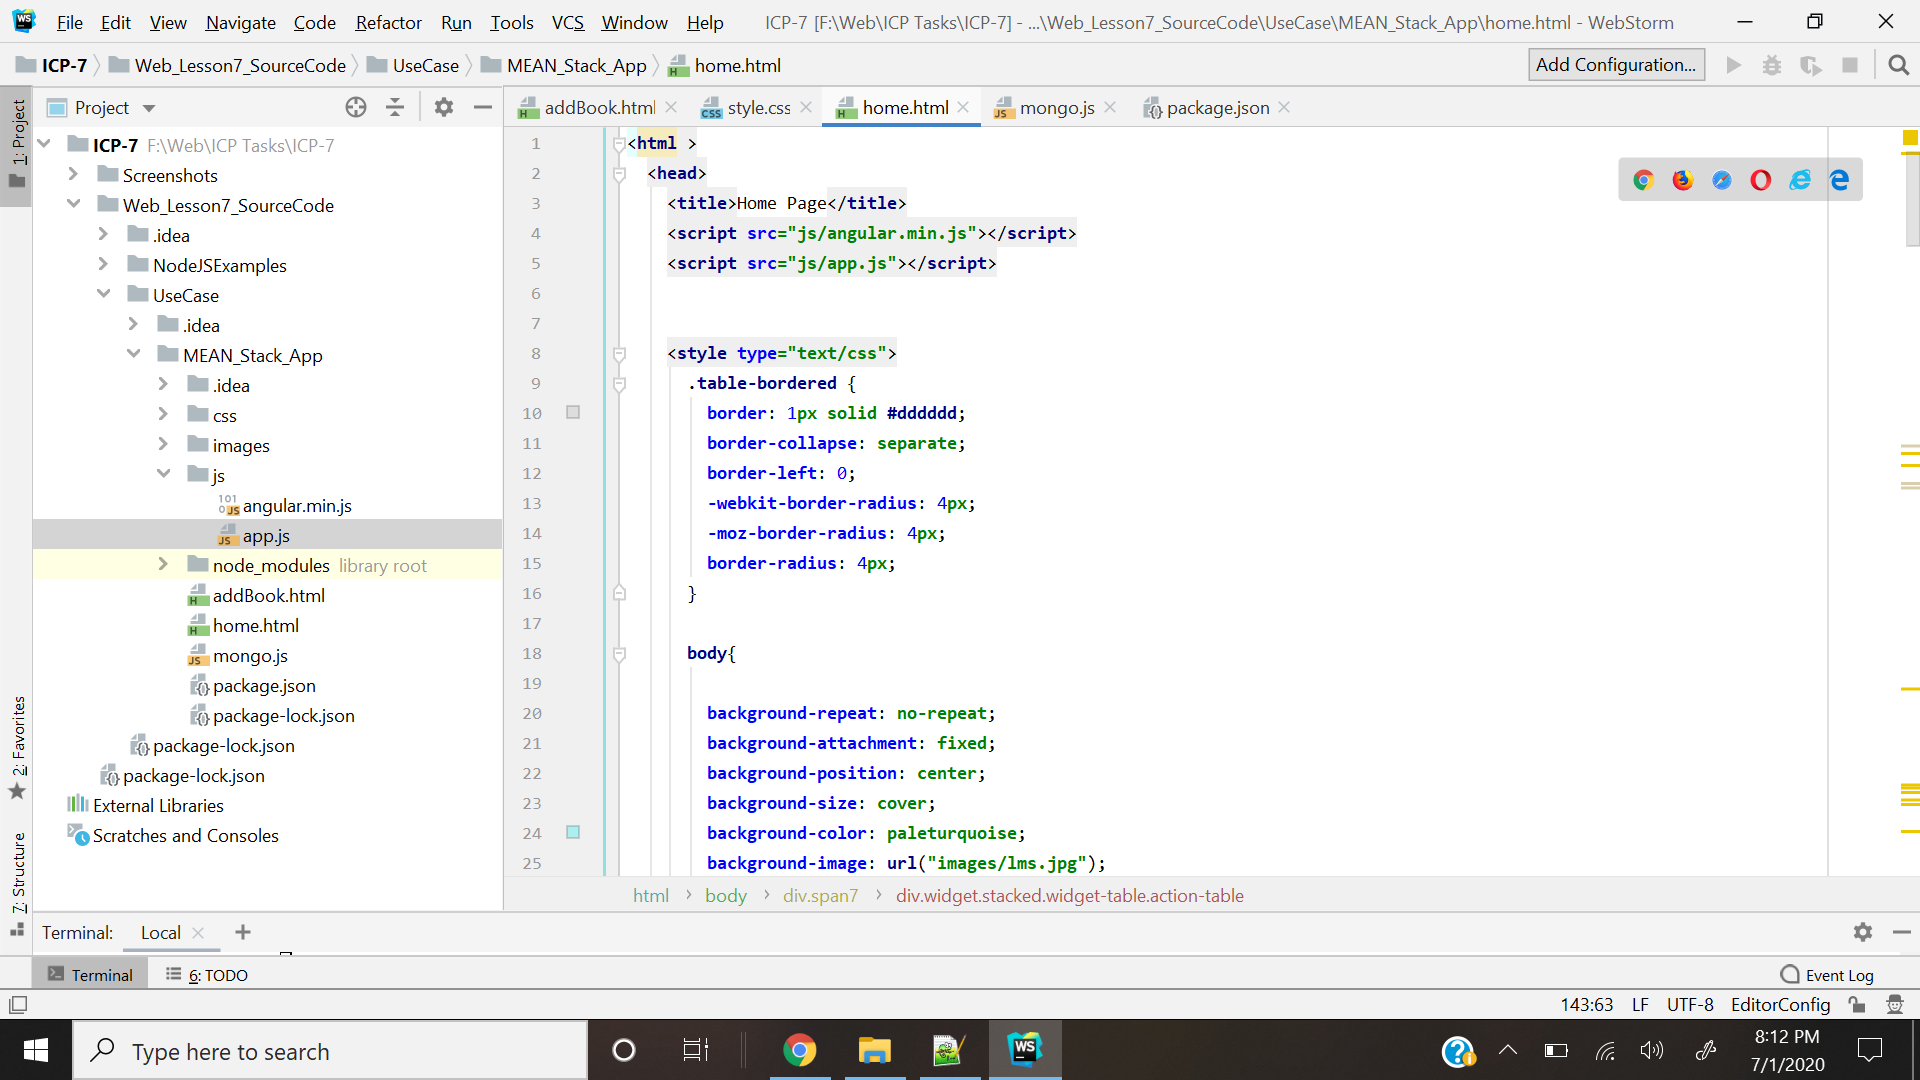 WS File Edit View Navigate Code Refactor Run Tools VCS Window Help ICP-7 [F:\Web\ICP Tasks\ICP-7] - ...\Web_Lesson7_SourceCode\UseCase\MEAN_Stack_App\home.html - WebStorm
ICP-7 Web_Lesson7_SourceCode UseCase MEAN_Stack_App home.html Add Configuration...
1: Project
Project
ICP-7 F:\Web\ICP Tasks\ICP-7
Screenshots
Web_Lesson7_SourceCode
.idea
NodeJSExamples
UseCase
.idea
MEAN_Stack_App
.idea
css
images
js
angular.min.js
app.js
node_modules library root
addBook.html
home.html
mongo.js
package.json
package-lock.json
package-lock.json
package-lock.json
External Libraries
Scratches and Consoles
2: Favorites
7: Structure
addBook.html style.css home.html mongo.js package.json
1 <html >
2 <head>
3 <title>Home Page</title>
4 <script src="js/angular.min.js"></script>
5 <script src="js/app.js"></script>
6
7
8 <style type="text/css">
9 .table-bordered {
10 border: 1px solid #dddddd;
11 border-collapse: separate;
12 border-left: 0;
13 -webkit-border-radius: 4px;
14 -moz-border-radius: 4px;
15 border-radius: 4px;
16 }
17
18 body{
19
20 background-repeat: no-repeat;
21 background-attachment: fixed;
22 background-position: center;
23 background-size: cover;
24 background-color: paleturquoise;
25 background-image: url("images/lms.jpg");
html body div.span7 div.widget.stacked.widget-table.action-table
Terminal: Local
Terminal 6: TODO Event Log
143:63 LF UTF-8 EditorConfig
Type here to search WS 8:12 PM
7/1/2020